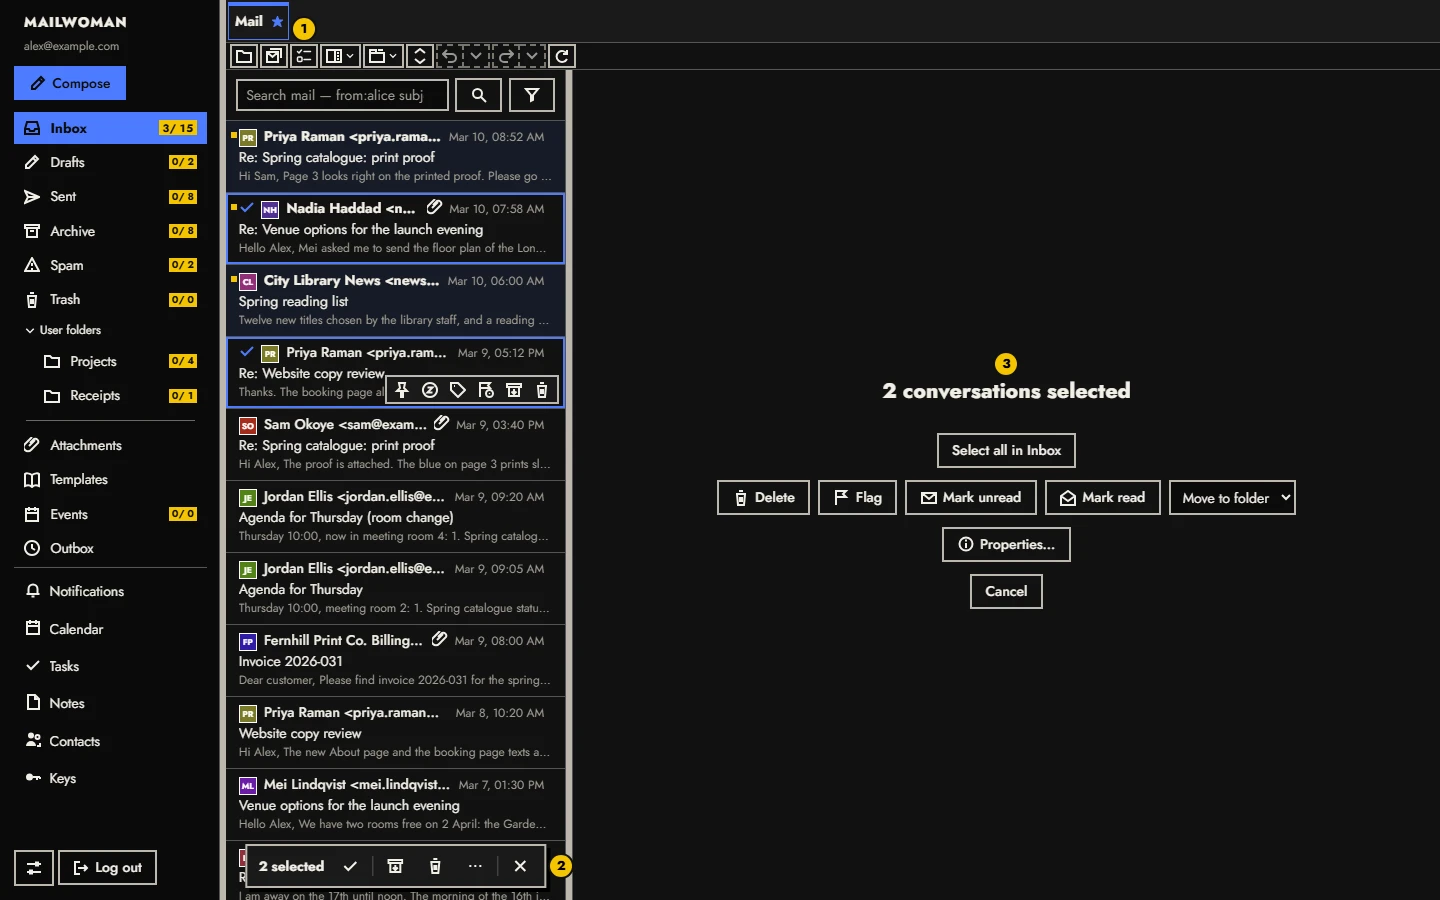 MAILWOMAN
alex@example.com
Compose
Inbox 3/ 15
Drafts 0/ 2
Sent 0/ 8
Archive 0/ 8
Spam 0/ 2
Trash 0/ 0
User folders
Projects 0/ 4
Receipts 0/ 1
Attachments
Templates
Events 0/ 0
Outbox
Notifications
Calendar
Tasks
Notes
Contacts
Keys
Log out
Mail
1
Search mail — from:alice subj
PR Priya Raman <priya.rama... Mar 10, 08:52 AM
Re: Spring catalogue: print proof
Hi Sam, Page 3 looks right on the printed proof. Please go ...
NH Nadia Haddad <n... Mar 10, 07:58 AM
Re: Venue options for the launch evening
Hello Alex, Mei asked me to send the floor plan of the Lon...
CL City Library News <news... Mar 10, 06:00 AM
Spring reading list
Twelve new titles chosen by the library staff, and a reading ...
PR Priya Raman <priya.ram... Mar 9, 05:12 PM
Re: Website copy review
Thanks. The booking page al
SO Sam Okoye <sam@exam... Mar 9, 03:40 PM
Re: Spring catalogue: print proof
Hi Alex, The proof is attached. The blue on page 3 prints sl...
JE Jordan Ellis <jordan.ellis@e... Mar 9, 09:20 AM
Agenda for Thursday (room change)
Thursday 10:00, now in meeting room 4: 1. Spring catalog...
JE Jordan Ellis <jordan.ellis@e... Mar 9, 09:05 AM
Agenda for Thursday
Thursday 10:00, meeting room 2: 1. Spring catalogue statu...
FP Fernhill Print Co. Billing... Mar 9, 08:00 AM
Invoice 2026-031
Dear customer, Please find invoice 2026-031 for the spring...
PR Priya Raman <priya.raman... Mar 8, 10:20 AM
Website copy review
Hi Alex, The new About page and the booking page texts a...
ML Mei Lindqvist <mei.lindqvist... Mar 7, 01:30 PM
Venue options for the launch evening
Hello Alex, We have two rooms free on 2 April: the Garde...
2 selected
2
I am away on the 17th until noon. The morning of the 16th i...
3
2 conversations selected
Select all in Inbox
Delete
Flag
Mark unread
Mark read
Move to folder
Properties...
Cancel